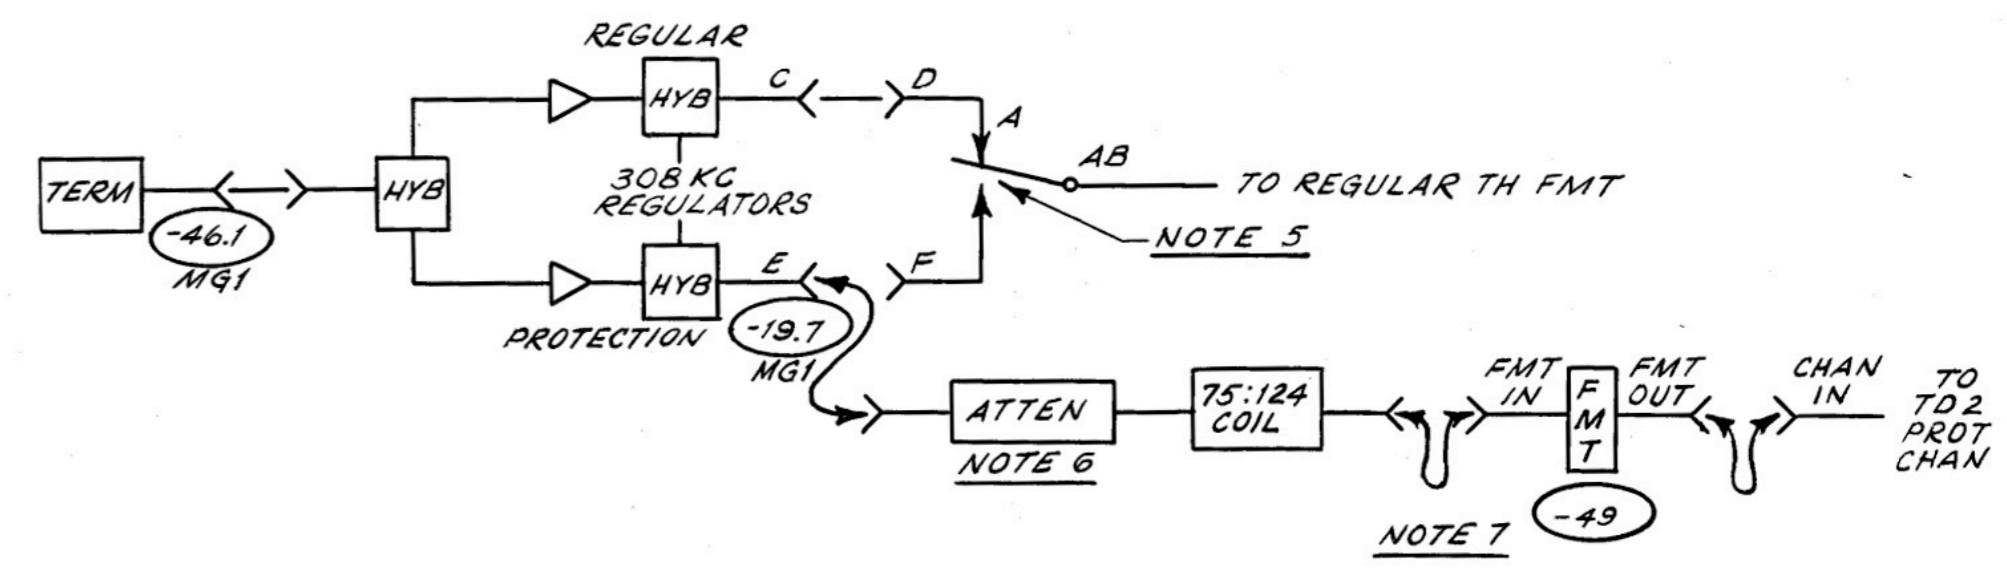 REGULAR
HYB
C
D
A
AB
TO REGULAR TH FMT
TERM
-46.1
MG1
HYB
308 KC
REGULATORS
NOTE 5
HYB
E
F
PROTECTION
-19.7
MG1
ATTEN
NOTE 6
75:124
COIL
FMT
IN
F
M
T
FMT
OUT
-49
NOTE 7
CHAN
IN
TO
TD2
PROT
CHAN